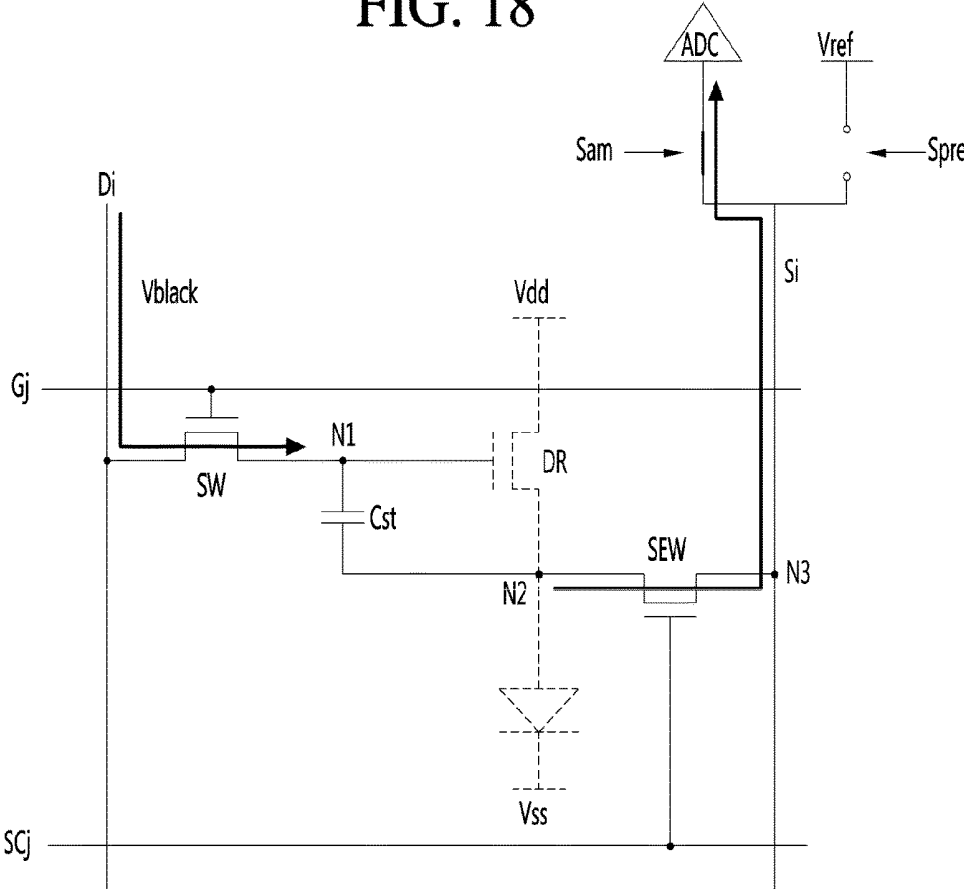 FIG. 18
ADC
Vref
Sam
Spre
Di
Si
Vblack
Vdd
Gj
N1
DR
SW
Cst
SEW
N2
N3
Vss
SCj